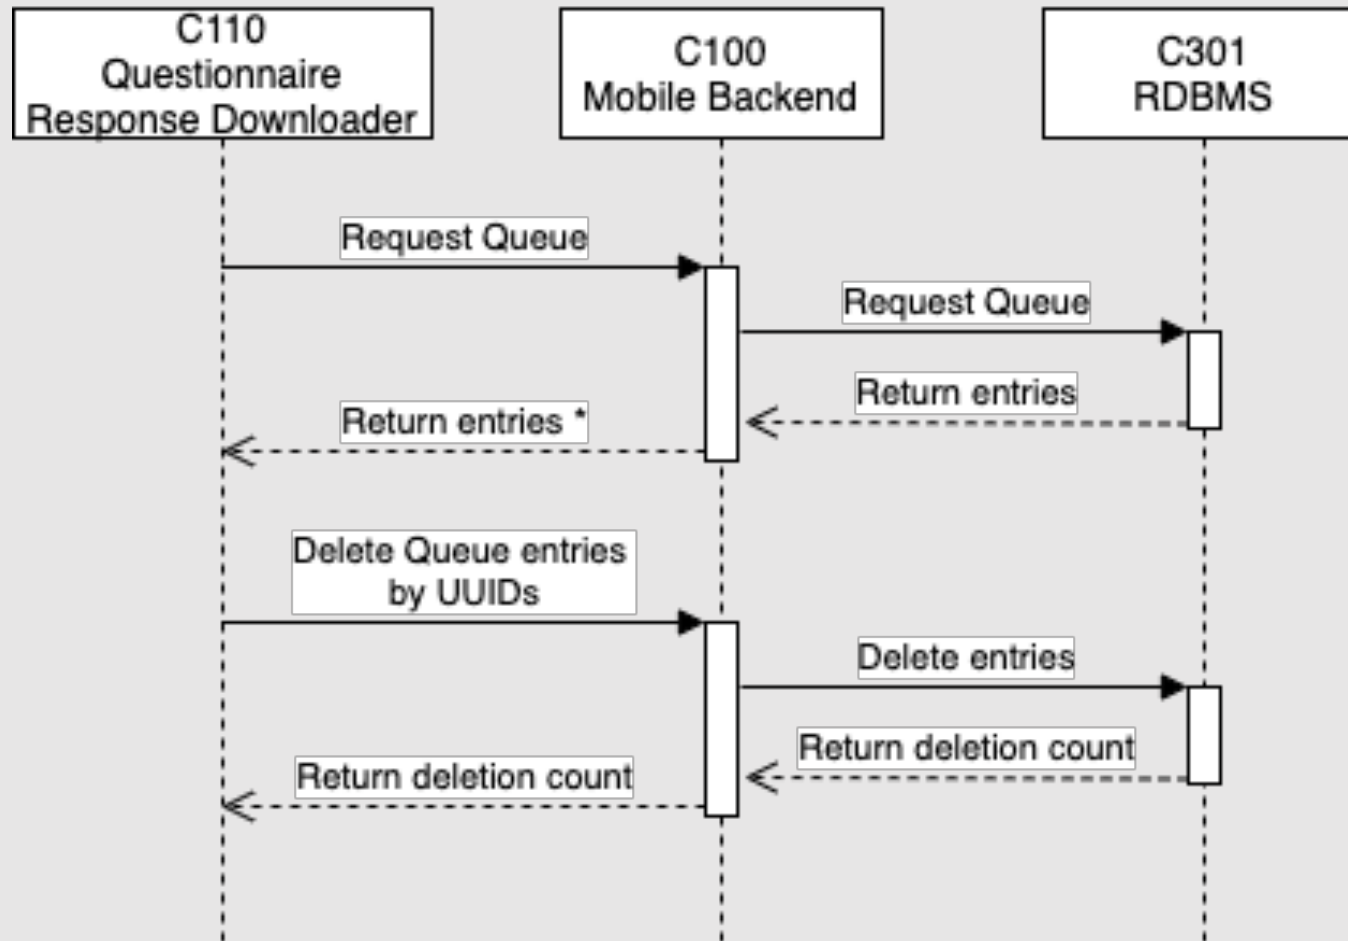 C110
Questionnaire
Response Downloader
C100
Mobile Backend
C301
RDBMS
Request Queue
Request Queue
Return entries
Return entries *
Delete Queue entries
by UUIDs
Delete entries
Return deletion count
Return deletion count